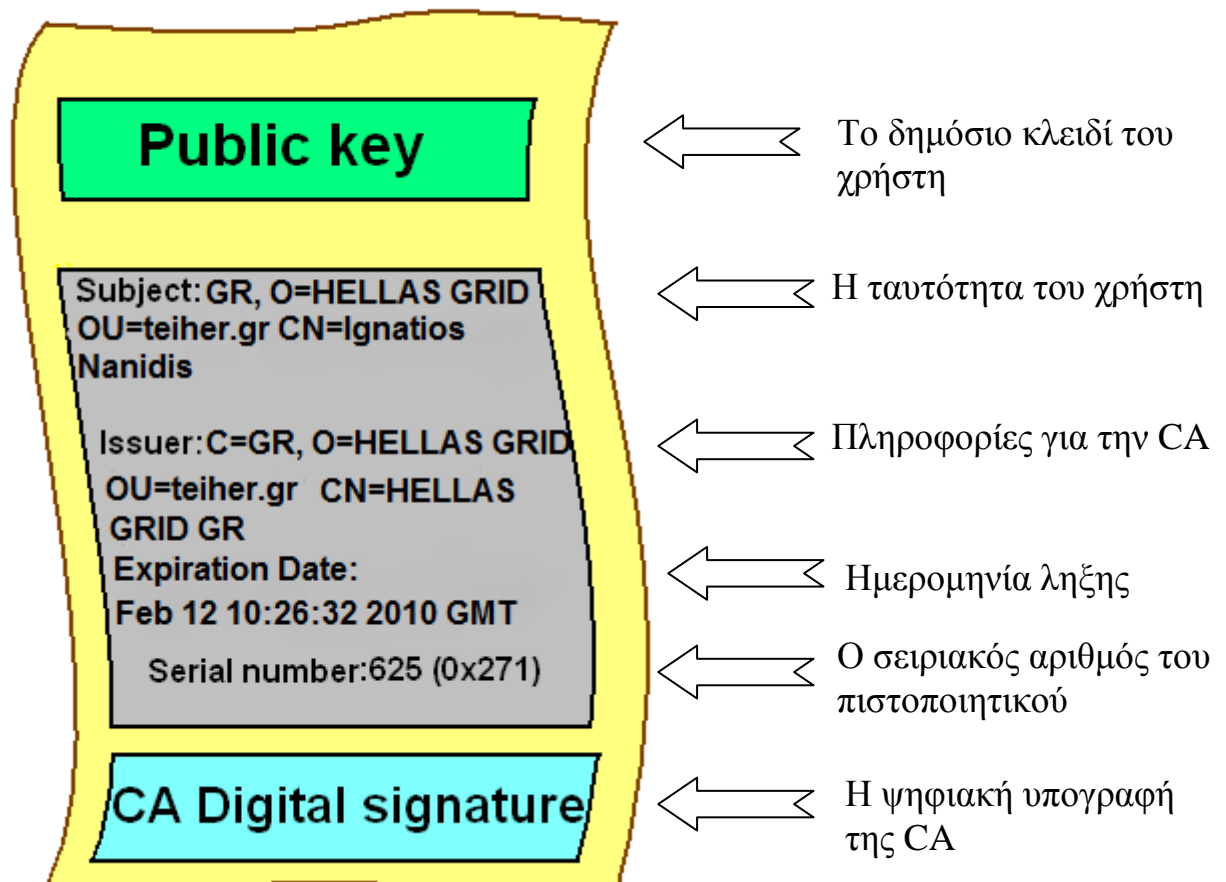 Public key
Το δημόσιο κλειδί του
χρήστη
Subject:GR, O=HELLAS GRID
OU=teiher.gr CN=Ignatios
Nanidis
Η ταυτότητα του χρήστη
Issuer:C=GR, O=HELLAS GRID
OU=teiher.gr CN=HELLAS
GRID GR
Πληροφορίες για την CA
Expiration Date:
Feb 12 10:26:32 2010 GMT
Ημερομηνία ληξης
Serial number:625 (0x271)
Ο σειριακός αριθμός του
πιστοποιητικού
CA Digital signature
Η ψηφιακή υπογραφή
της CA